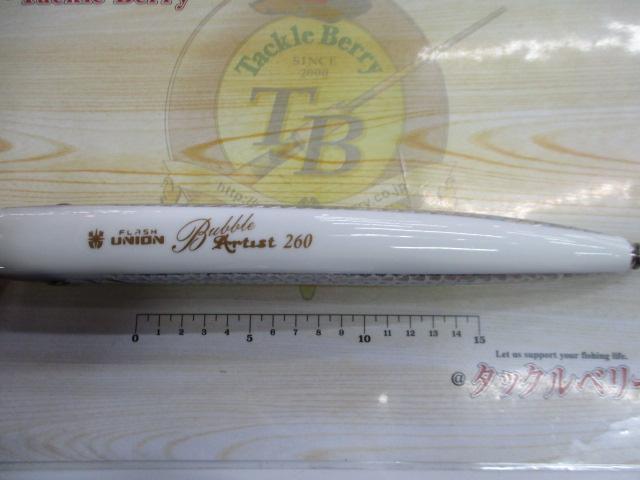 Tackle Berry
Tackle Berry
SINCE
2000
T&B
FLASH
UNION
Bubble
Artist 260
0 1 2 3 4 5 6 7 8 9 10 11 12 13 14 15
Let us support your fishing life.
@タックルベリー